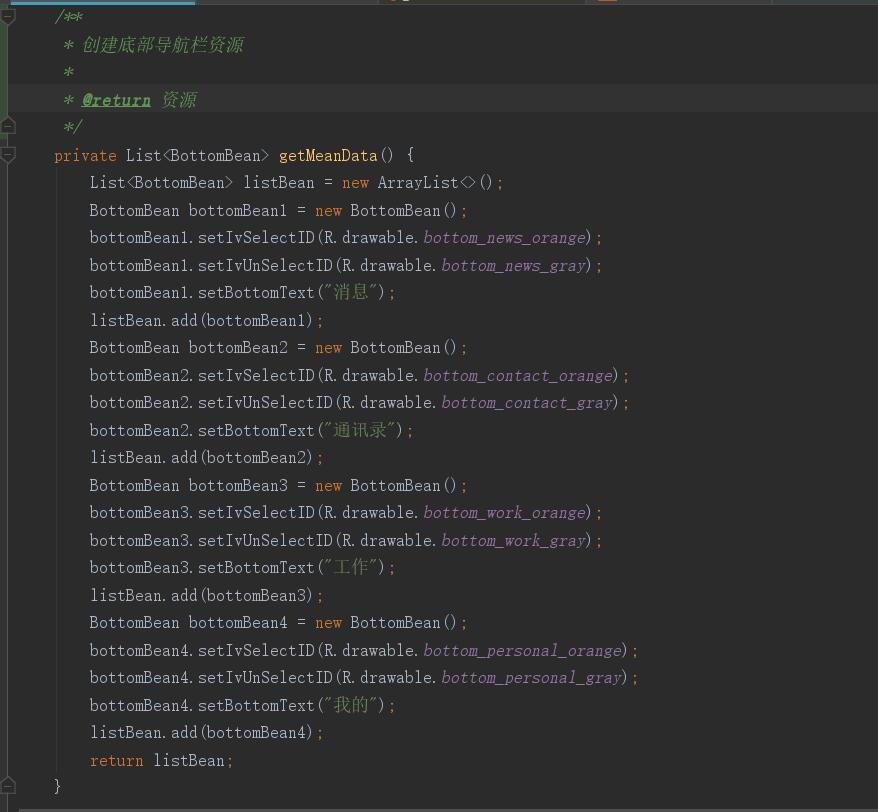 /**
* 创建底部导航栏资源
*
* @return 资源
*/
private List<BottomBean> getMeanData() {
List<BottomBean> listBean = new ArrayList<>();
BottomBean bottomBean1 = new BottomBean();
bottomBean1.setIvSelectID(R.drawable.bottom_news_orange);
bottomBean1.setIvUnSelectID(R.drawable.bottom_news_gray);
bottomBean1.setBottomText("消息");
listBean.add(bottomBean1);
BottomBean bottomBean2 = new BottomBean();
bottomBean2.setIvSelectID(R.drawable.bottom_contact_orange);
bottomBean2.setIvUnSelectID(R.drawable.bottom_contact_gray);
bottomBean2.setBottomText("通讯录");
listBean.add(bottomBean2);
BottomBean bottomBean3 = new BottomBean();
bottomBean3.setIvSelectID(R.drawable.bottom_work_orange);
bottomBean3.setIvUnSelectID(R.drawable.bottom_work_gray);
bottomBean3.setBottomText("工作");
listBean.add(bottomBean3);
BottomBean bottomBean4 = new BottomBean();
bottomBean4.setIvSelectID(R.drawable.bottom_personal_orange);
bottomBean4.setIvUnSelectID(R.drawable.bottom_personal_gray);
bottomBean4.setBottomText("我的");
listBean.add(bottomBean4);
return listBean;
}